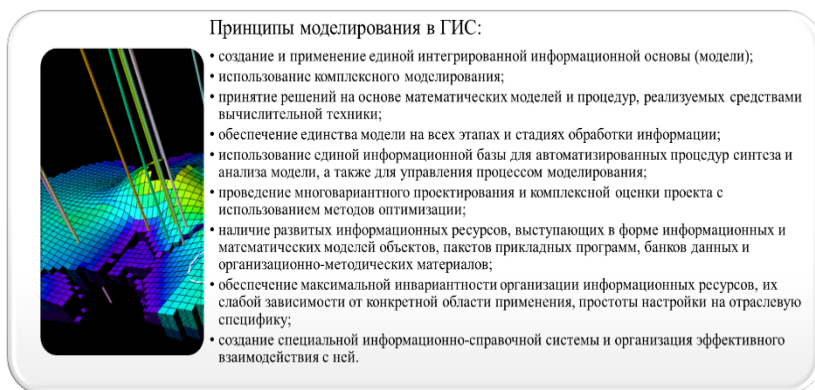 Принципы моделирования в ГИС:
• создание и применение единой интегрированной информационной основы (модели);
• использование комплексного моделирования;
• принятие решений на основе математических моделей и процедур, реализуемых средствами
вычислительной техники;
• обеспечение единства модели на всех этапах и стадиях обработки информации;
• использование единой информационной базы для автоматизированных процедур синтеза и
анализа модели, а также для управления процессом моделирования;
• проведение многовариантного проектирования и комплексной оценки проекта с
использованием методов оптимизации;
• наличие развитых информационных ресурсов, выступающих в форме информационных и
математических моделей объектов, пакетов прикладных программ, банков данных и
организационно-методических материалов;
• обеспечение максимальной инвариантности организации информационных ресурсов, их
слабой зависимости от конкретной области применения, простоты настройки на отраслевую
специфику;
• создание специальной информационно-справочной системы и организация эффективного
взаимодействия с ней.